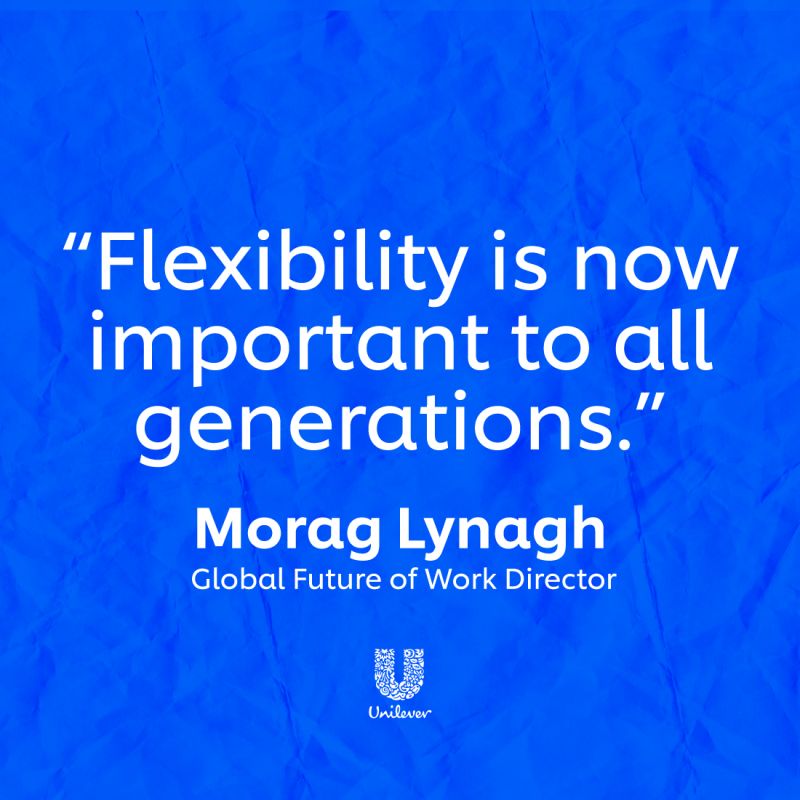 “Flexibility is now
important to all
generations.”
Morag Lynagh
Global Future of Work Director
Unilever